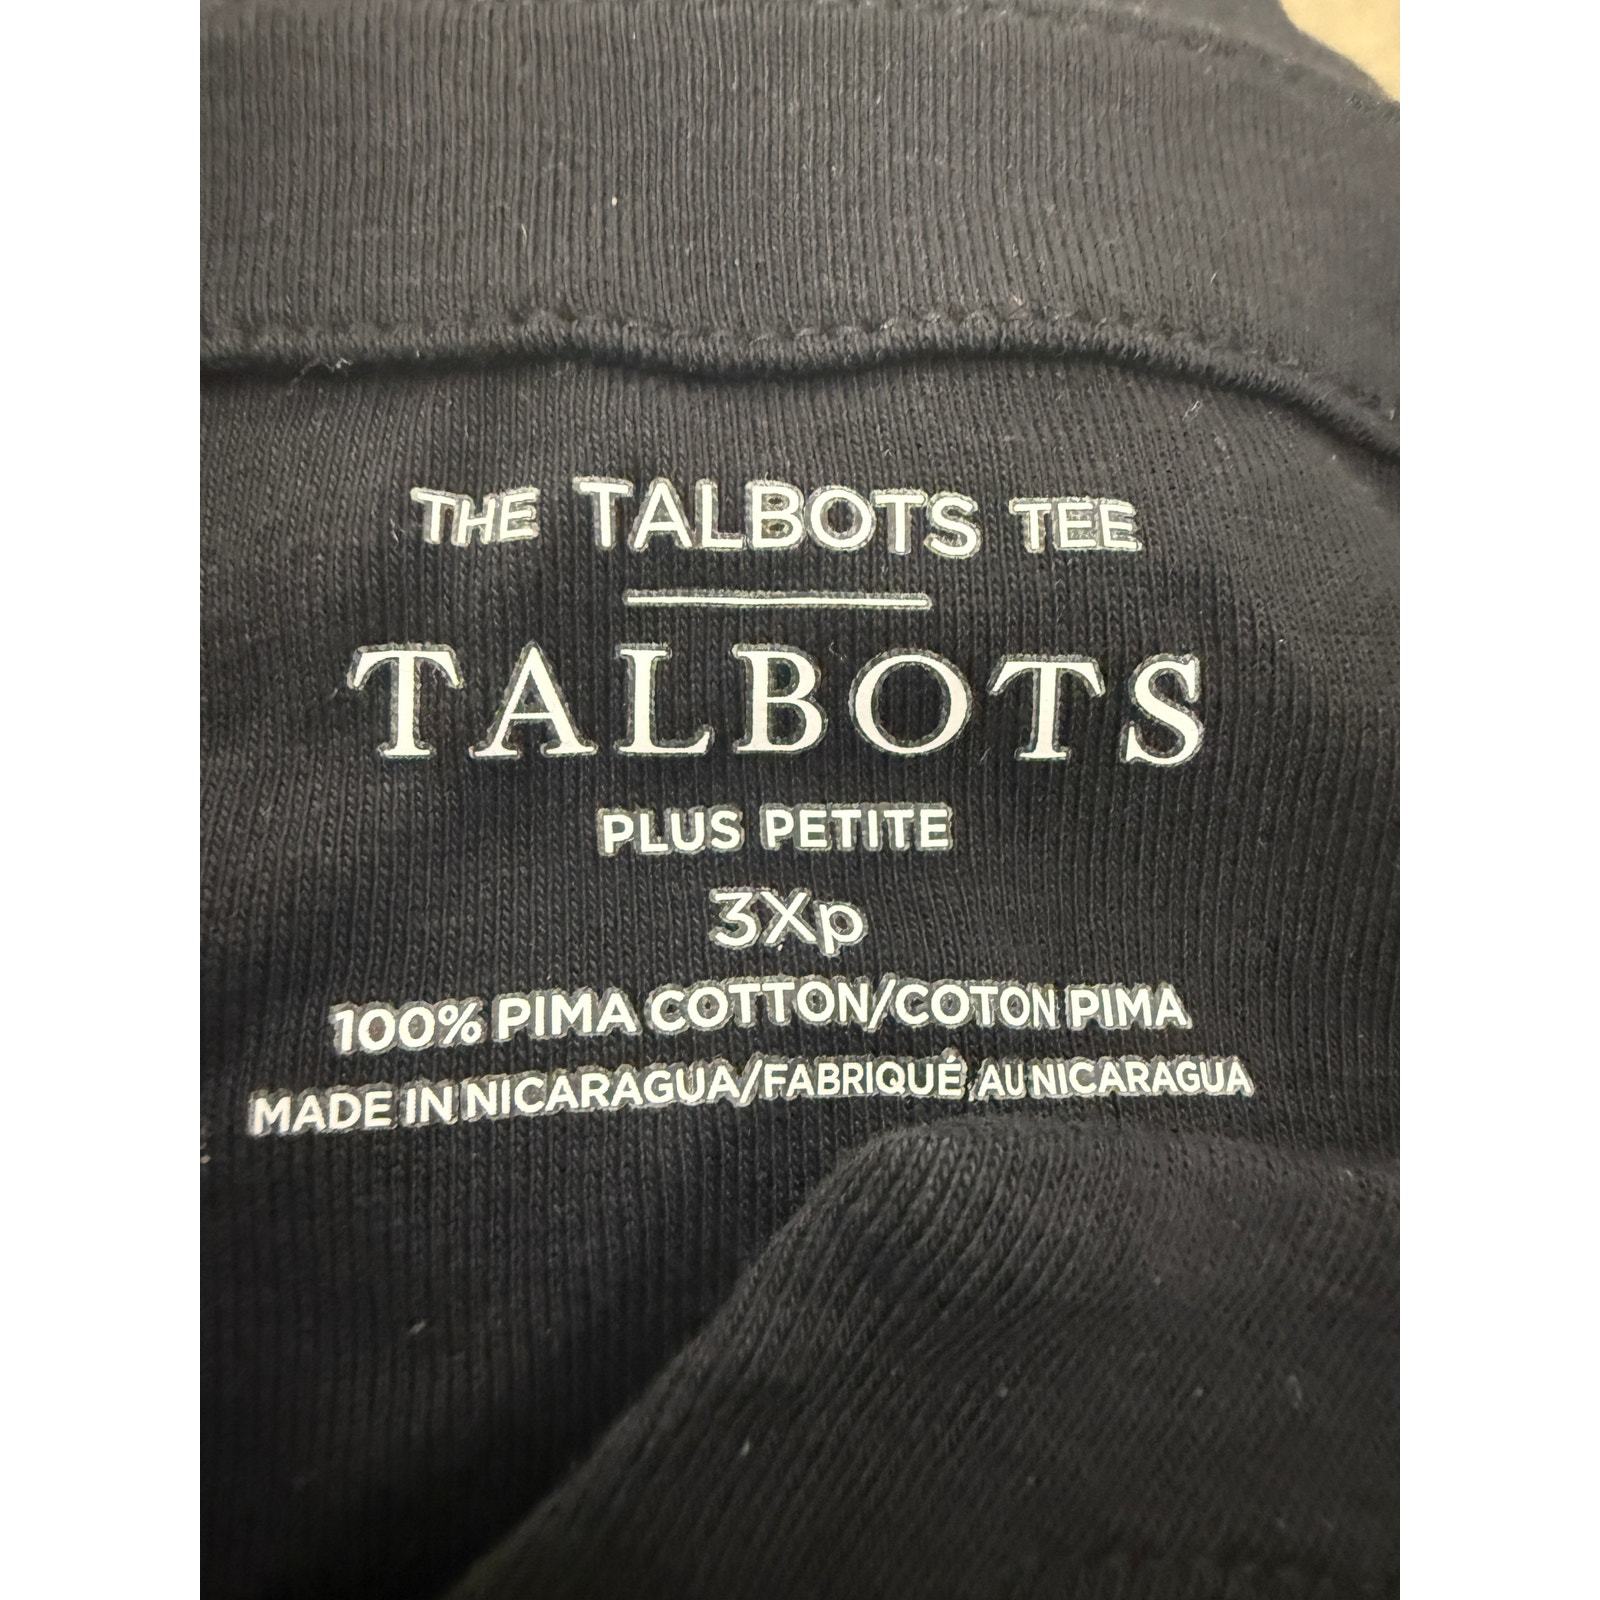 THE TALBOTS TEE
TALBOTS
PLUS PETITE
3Xp
100% PIMA COTTON/COTON PIMA
MADE IN NICARAGUA/FABRIQUÉ AU NICARAGUA